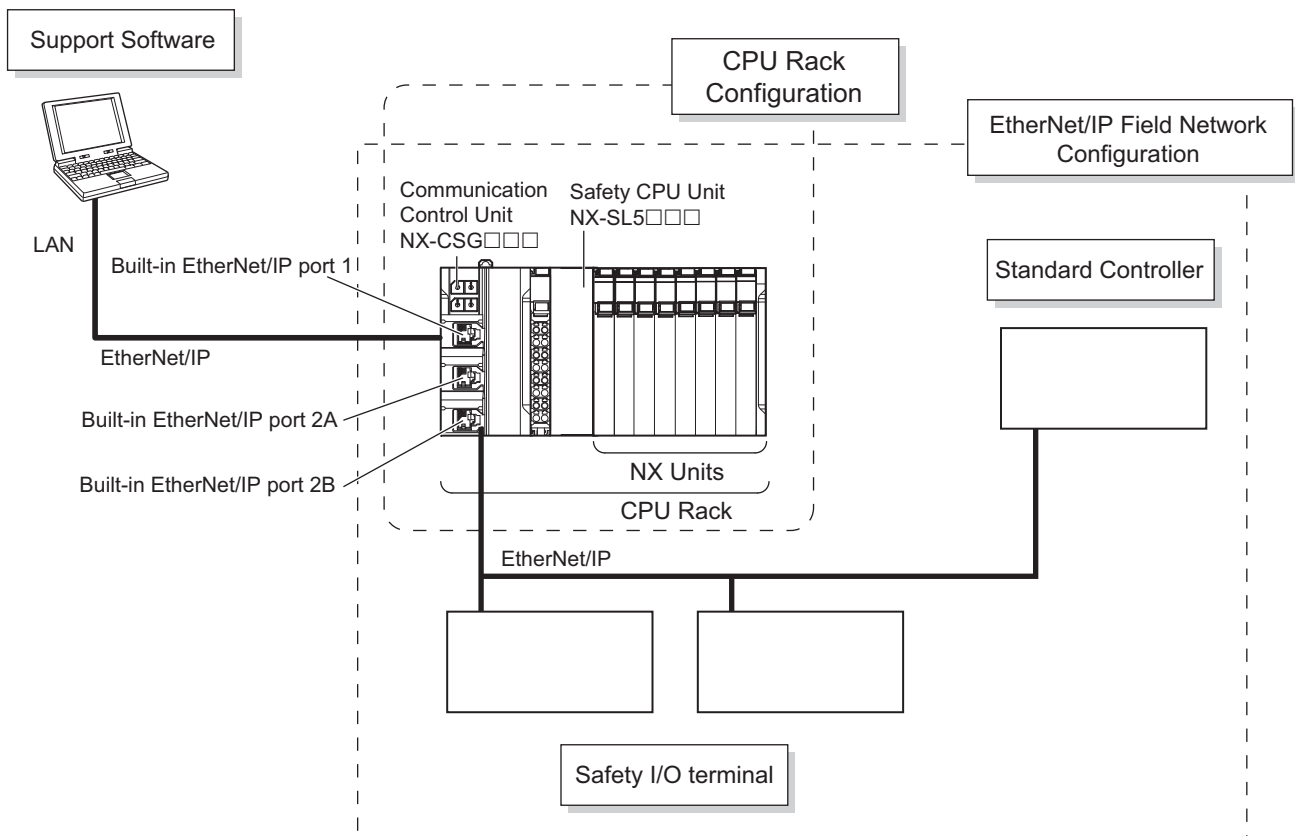 Support Software
CPU Rack
Configuration
EtherNet/IP Field Network
Configuration
Communication
Control Unit
NX-CSG□□□
Safety CPU Unit
NX-SL5□□□
LAN
Built-in EtherNet/IP port 1
Standard Controller
EtherNet/IP
Built-in EtherNet/IP port 2A
Built-in EtherNet/IP port 2B
NX Units
CPU Rack
EtherNet/IP
Safety I/O terminal